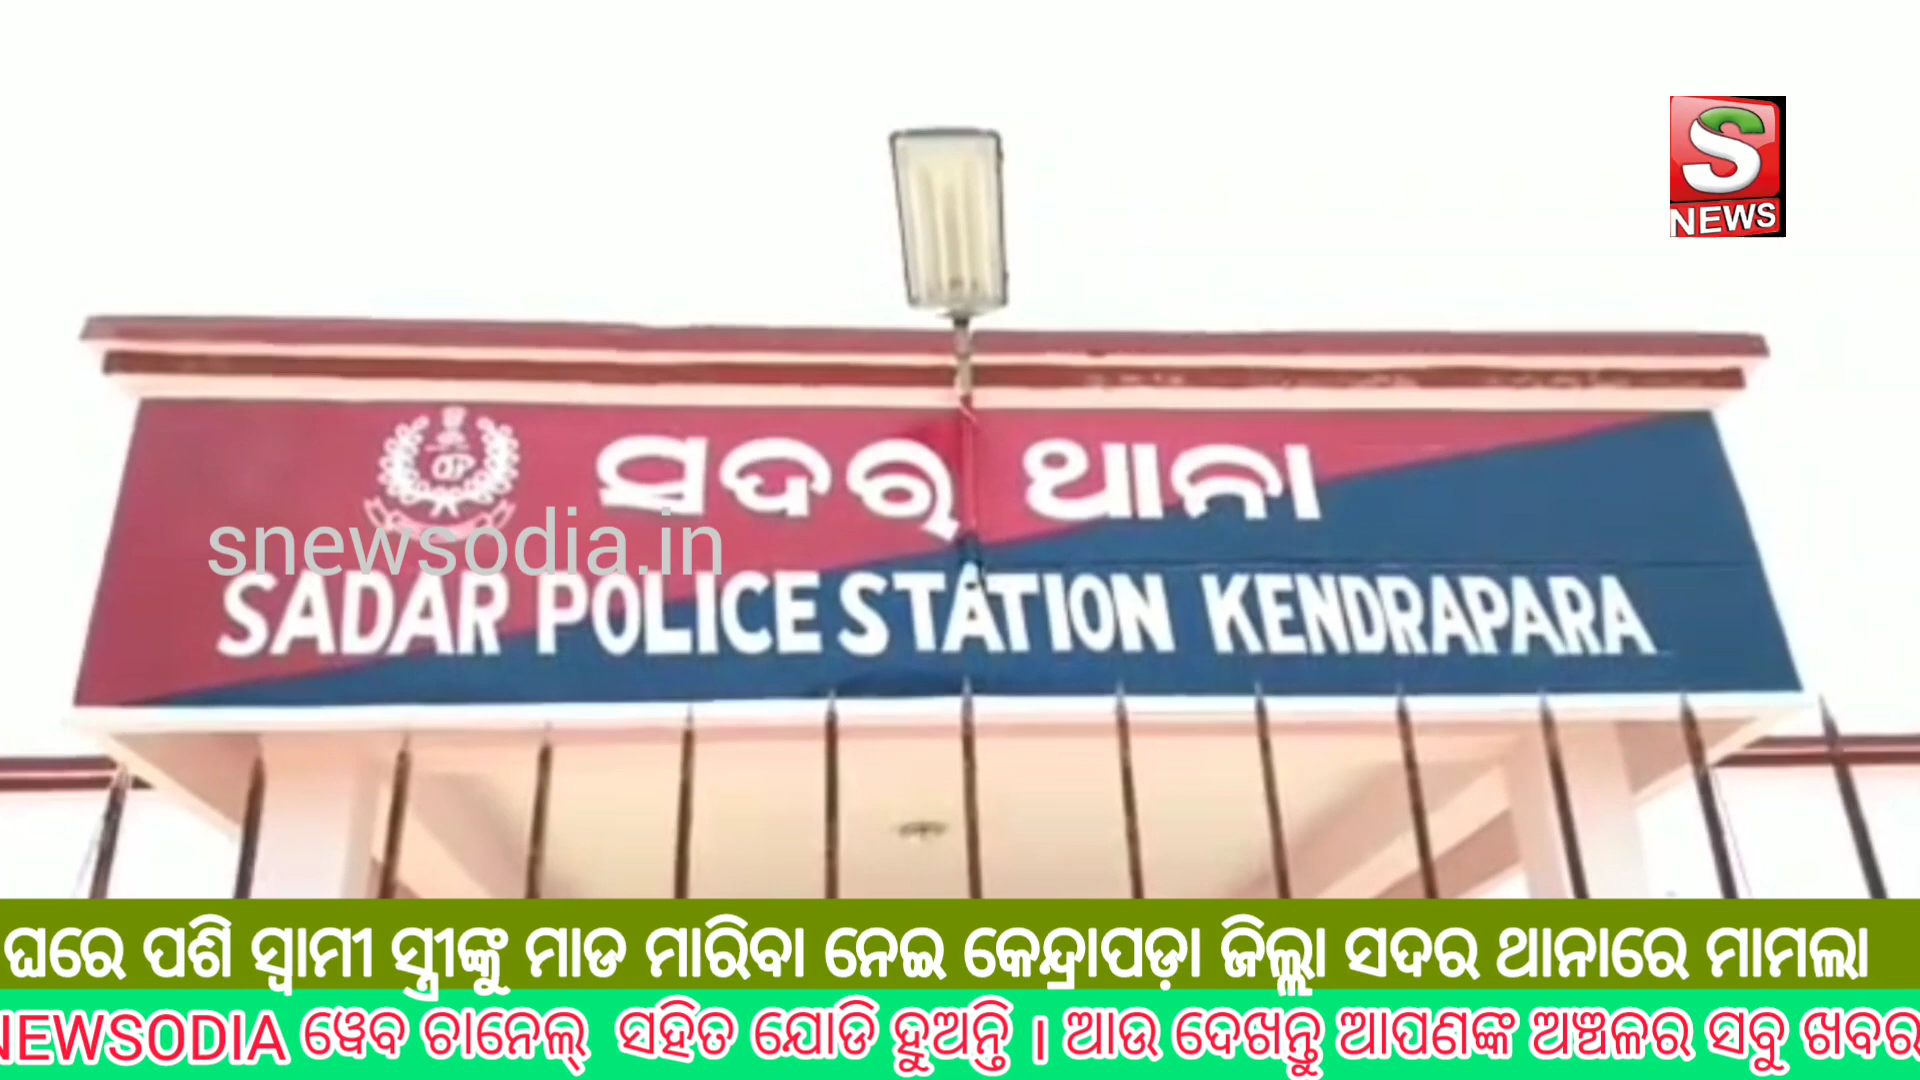 S
NEWS
ସଦର ଥାନା
snewsodia.in
SADAR POLICE STATION KENDRAPARA
ଘରେ ପଶି ସ୍ୱାମୀ ସ୍ତ୍ରୀଙ୍କୁ ମାଡ ମାରିବା ନେଇ କେନ୍ଦ୍ରାପଡ଼ା ଜିଲ୍ଲା ସଦର ଥାନାରେ ମାମଲା
NEWSODIA ୱେବ ଚାନେଲ୍ ସହିତ ଯୋଡି ହୁଅନ୍ତି । ଆଉ ଦେଖନ୍ତୁ ଆପଣଙ୍କ ଅଞ୍ଚଳର ସବୁ ଖବର